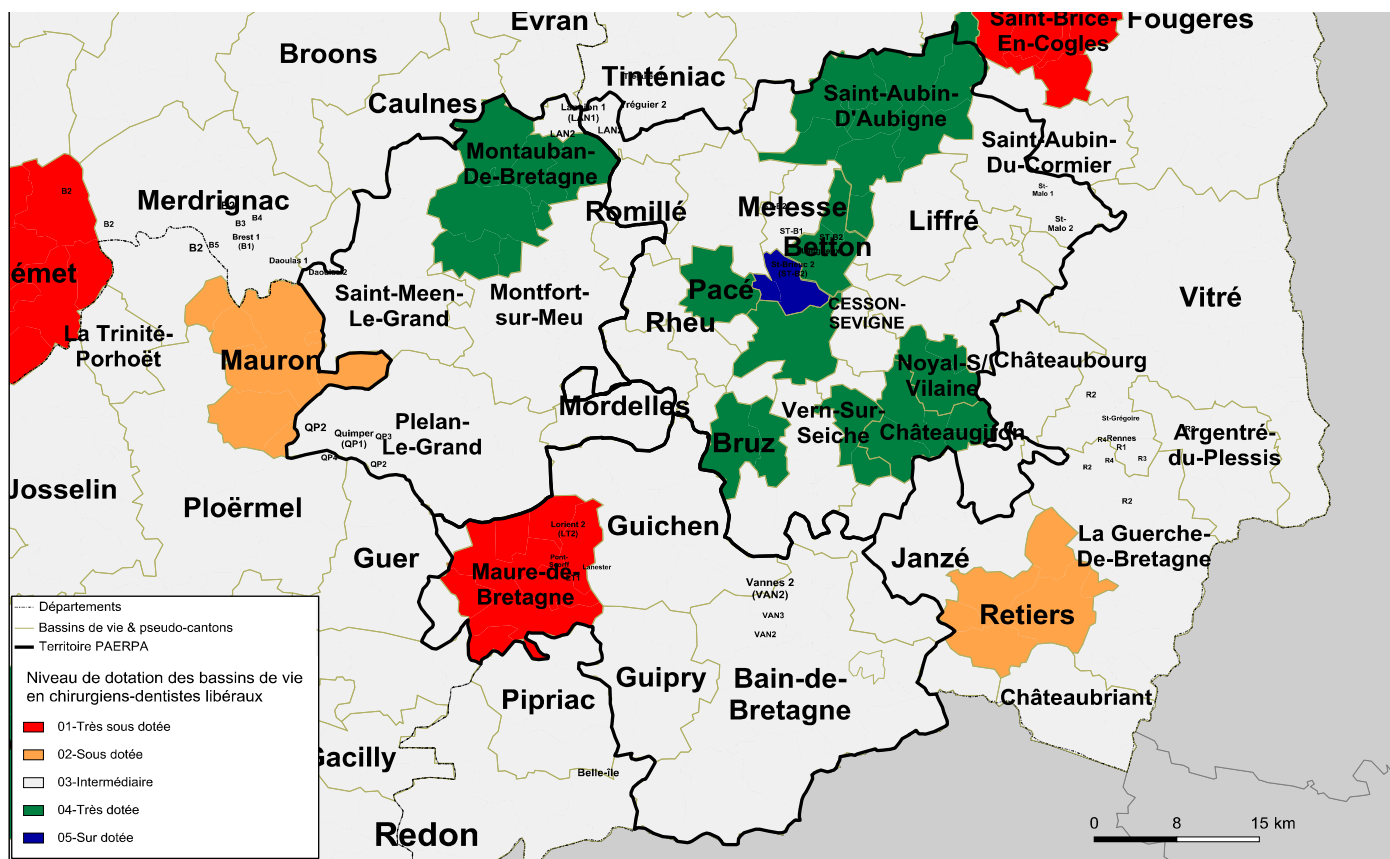 Evran
Saint-Brice-
En-Cogles
Fougères
Broons
Tinténiac
Tréguier 2
Caulnes
Lannion 1
(LAN1)
LAN2
LAN2
Saint-Aubin-
D'Aubigne
Saint-Aubin-
Du-Cormier
Montauban-
De-Bretagne
B2
Merdrignac
B4
B3
B2
Brest 1
(B1)
B2
B5
Daoulas 1
Daoulas 2
Romillé
Melesse
ST-B1
ST-B2
Betton
Liffré
St-
Malo 1
St-
Malo 2
émet
Saint-Meen-
Le-Grand
Montfort-
sur-Meu
Pacé
Rheu
CESSON-
SEVIGNE
Vitré
La Trinité-
Porhoët
Mauron
Noyal-S/
Vilaine
Châteaubourg
R2
Mordelles
Plelan-
Le-Grand
QP2
Quimper
(QP1)
QP3
QP4
QP2
Vern-Sur-
Seiche
Bruz
Châteaugiron
St-Grégoire
R4
Rennes
R1
R2
R4
R3
R2
Argentré-
du-Plessis
Josselin
Ploërmel
Guichen
Lorient 2
(LT2)
Lanester
Guer
Maure-de-
Bretagne
Janzé
La Guerche-
De-Bretagne
Vannes 2
(VAN2)
VAN3
VAN2
Retiers
Guipry
Bain-de-
Bretagne
Pipriac
Châteaubriant
Gacilly
Belle-île
Redon
Départements
Bassins de vie & pseudo-cantons
Territoire PAERPA
Niveau de dotation des bassins de vie
en chirurgiens-dentistes libéraux
01-Très sous dotée
02-Sous dotée
03-Intermédiaire
04-Très dotée
05-Sur dotée
0 8 15 km